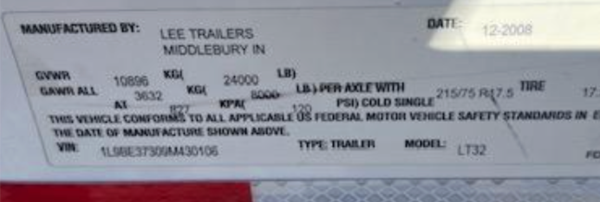 MANUFACTURED BY: LEE TRAILERS DATE: 12-2008
MIDDLEBURY IN
GVWR 10896 KG( 24000 LB)
GAWR ALL 3632 KG( 8000 LB) PER AXLE WITH 215/75 R17.5 TIRE 17.
AT 827 KPA( 120 PSI) COLD SINGLE
THIS VEHICLE CONFORMS TO ALL APPLICABLE US FEDERAL MOTOR VEHICLE SAFETY STANDARDS IN E
THE DATE OF MANUFACTURE SHOWN ABOVE.
VIN: 1L9BE37309M430106 TYPE: TRAILER MODEL: LT32